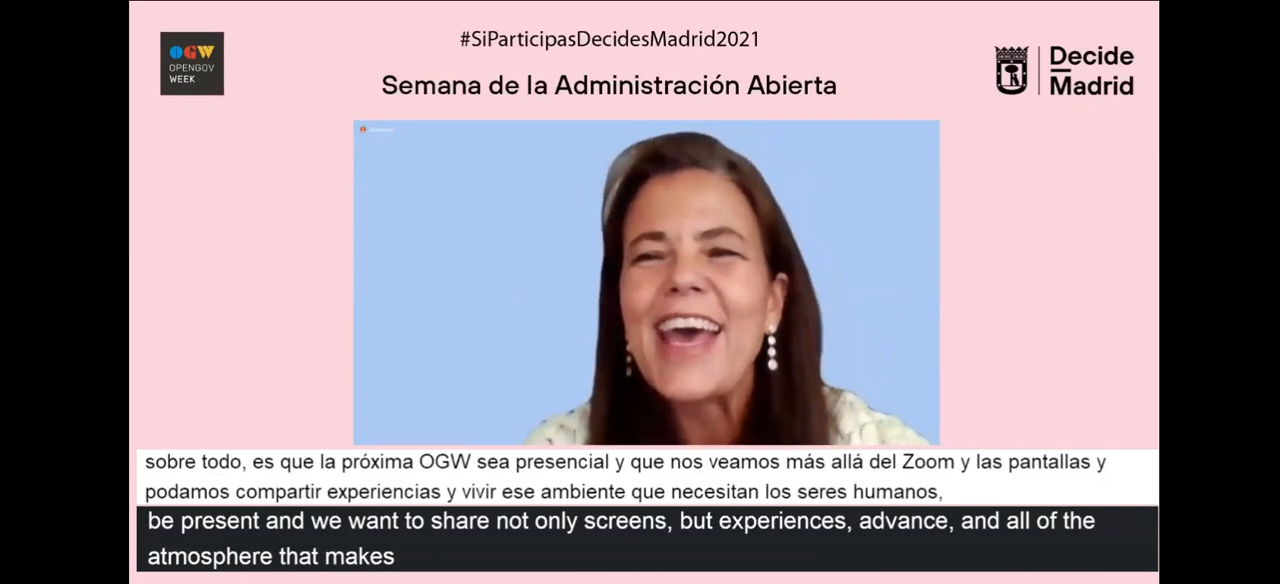 #SiParticipasDecidesMadrid2021
OGW
OPENGOV
WEEK
Semana de la Administración Abierta
Decide
Madrid
sobre todo, es que la próxima OGW sea presencial y que nos veamos más allá del Zoom y las pantallas y
podamos compartir experiencias y vivir ese ambiente que necesitan los seres humanos,
be present and we want to share not only screens, but experiences, advance, and all of the
atmosphere that makes